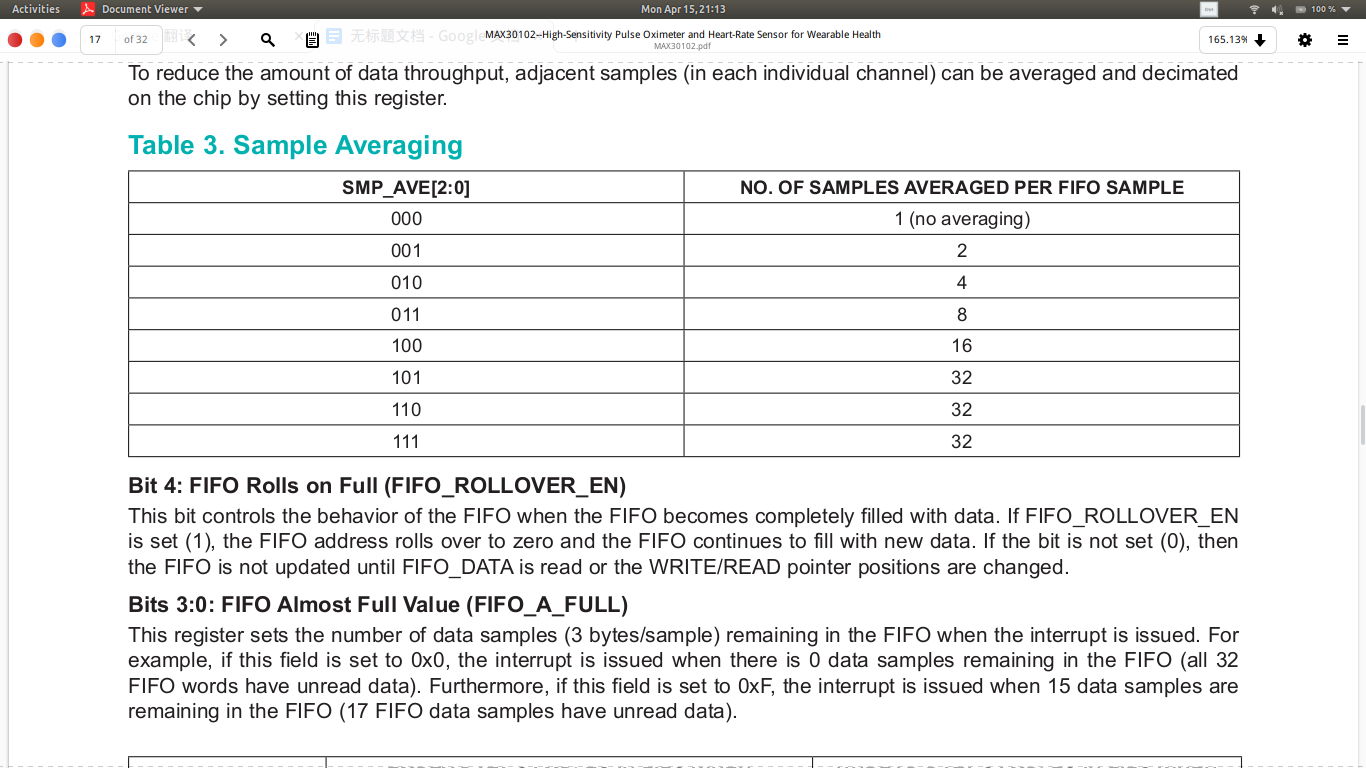 Activities Document Viewer Mon Apr 15, 21:13 100 %
17 of 32 翻译 无标题文档 - Google MAX30102--High-Sensitivity Pulse Oximeter and Heart-Rate Sensor for Wearable Health 165.13%
MAX30102.pdf
To reduce the amount of data throughput, adjacent samples (in each individual channel) can be averaged and decimated
on the chip by setting this register.
Table 3. Sample Averaging
SMP_AVE[2:0] NO. OF SAMPLES AVERAGED PER FIFO SAMPLE
000 1 (no averaging)
001 2
010 4
011 8
100 16
101 32
110 32
111 32
Bit 4: FIFO Rolls on Full (FIFO_ROLLOVER_EN)
This bit controls the behavior of the FIFO when the FIFO becomes completely filled with data. If FIFO_ROLLOVER_EN
is set (1), the FIFO address rolls over to zero and the FIFO continues to fill with new data. If the bit is not set (0), then
the FIFO is not updated until FIFO_DATA is read or the WRITE/READ pointer positions are changed.
Bits 3:0: FIFO Almost Full Value (FIFO_A_FULL)
This register sets the number of data samples (3 bytes/sample) remaining in the FIFO when the interrupt is issued. For
example, if this field is set to 0x0, the interrupt is issued when there is 0 data samples remaining in the FIFO (all 32
FIFO words have unread data). Furthermore, if this field is set to 0xF, the interrupt is issued when 15 data samples are
remaining in the FIFO (17 FIFO data samples have unread data).